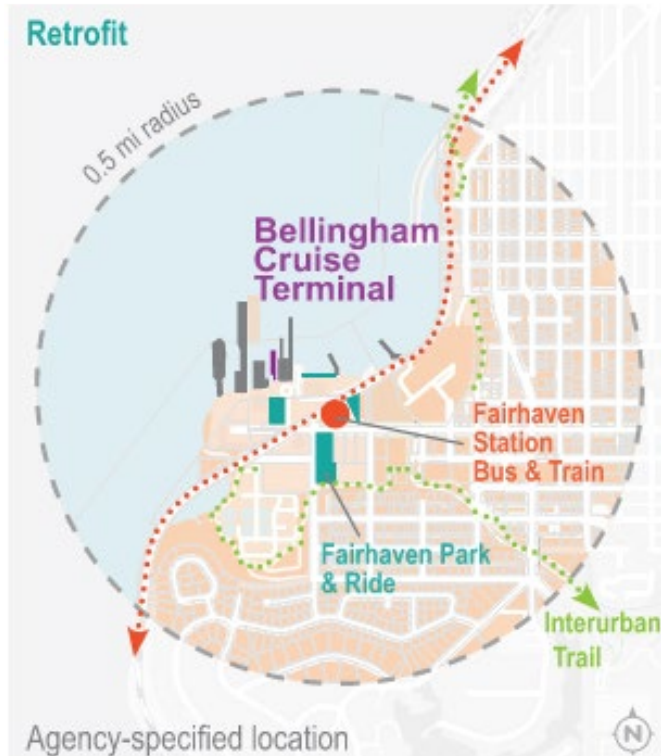 Retrofit
0.5 mi radius
Bellingham
Cruise
Terminal
Fairhaven
Station
Bus & Train
Fairhaven Park
& Ride
Interurban
Trail
Agency-specified location
N